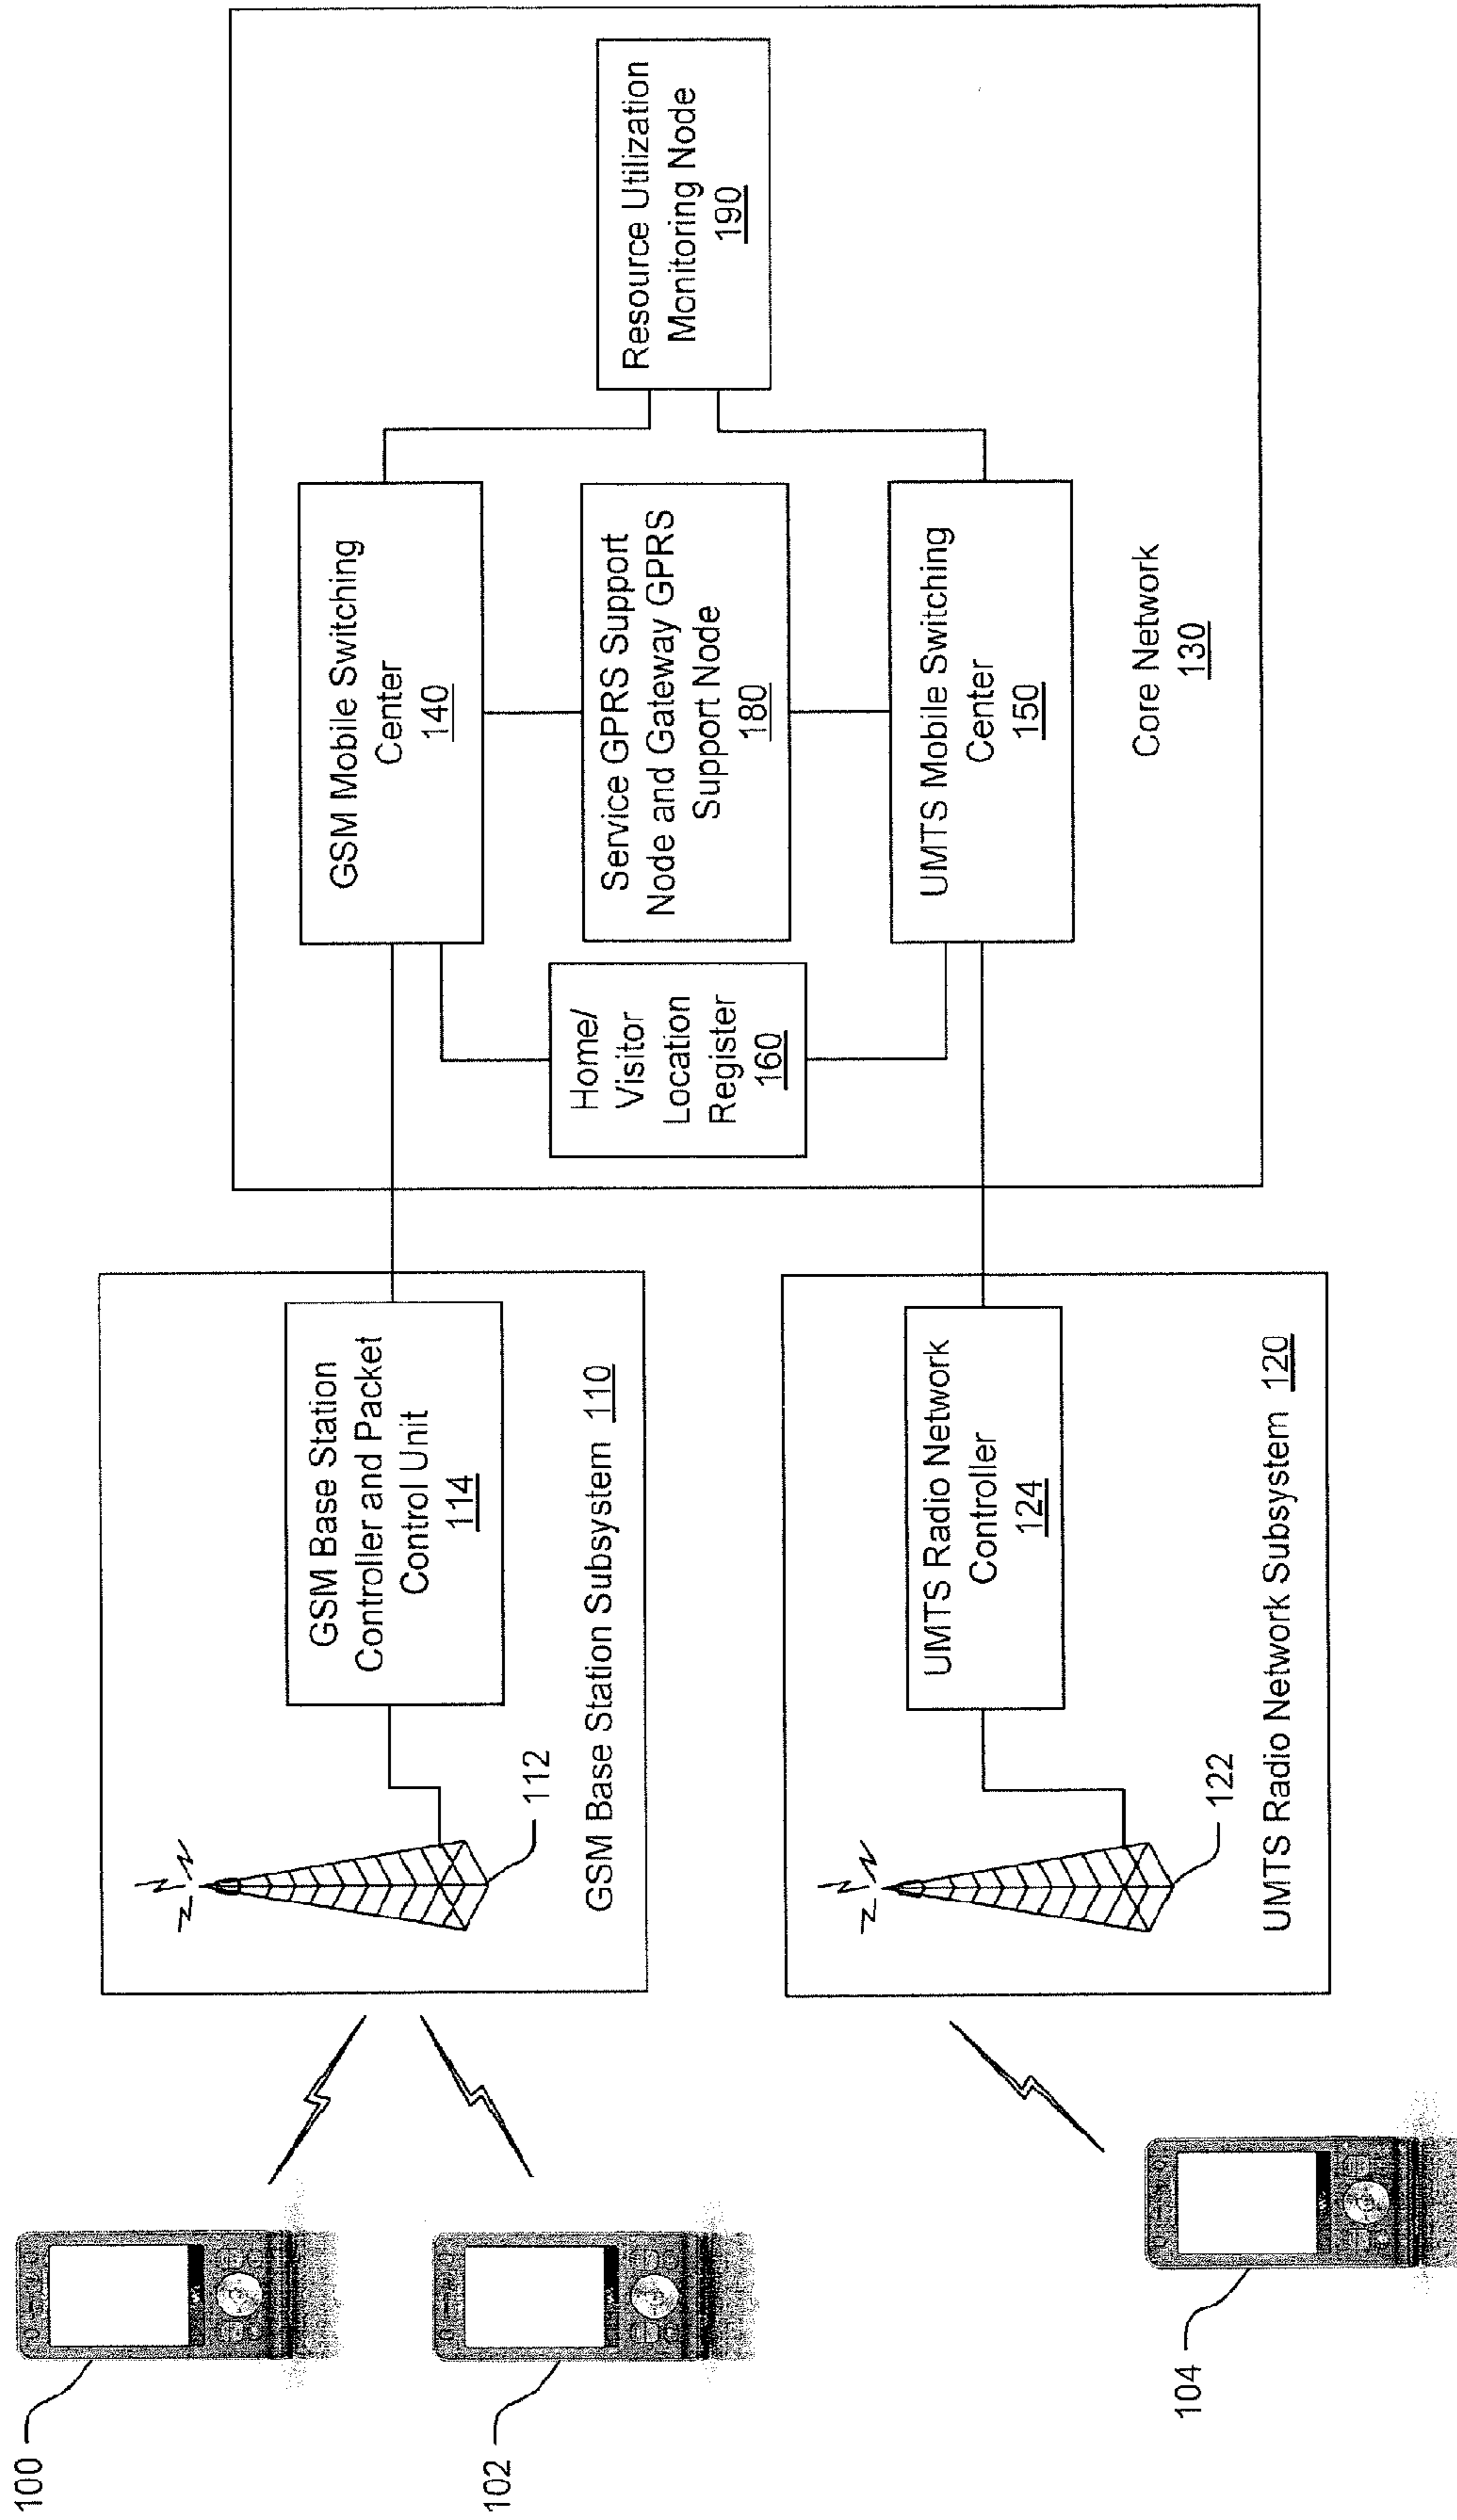 100
102
104
112
GSM Base Station
Controller and Packet
Control Unit
114
GSM Base Station Subsystem 110
122
UMTS Radio Network
Controller
124
UMTS Radio Network Subsystem 120
GSM Mobile Switching
Center
140
Home/
Visitor
Location
Register
160
Service GPRS Support
Node and Gateway GPRS
Support Node
180
UMTS Mobile Switching
Center
150
Resource Utilization
Monitoring Node
190
Core Network
130